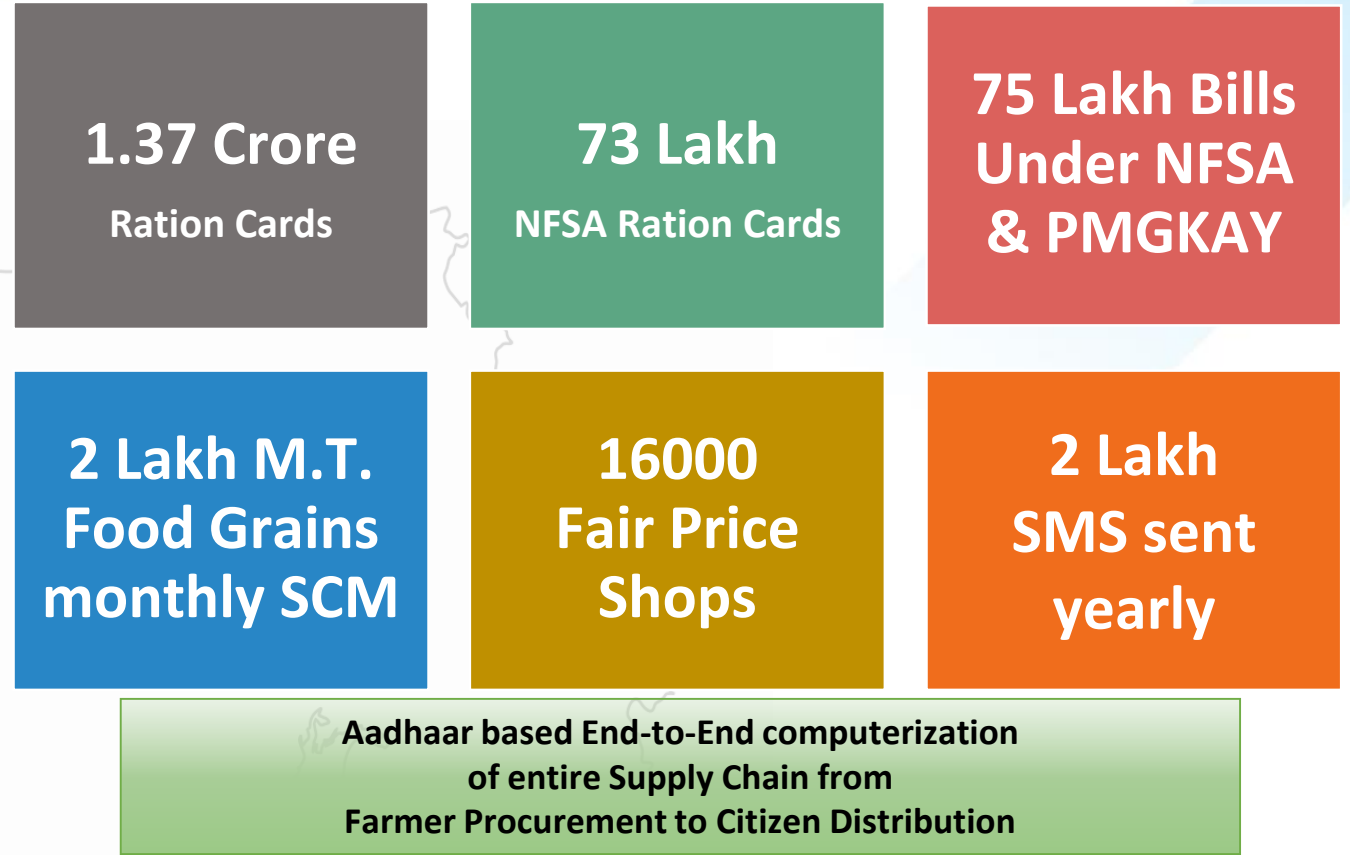 1.37 Crore
Ration Cards
73 Lakh
NFSA Ration Cards
75 Lakh Bills
Under NFSA
& PMGKAY
2 Lakh M.T.
Food Grains
monthly SCM
16000
Fair Price
Shops
2 Lakh
SMS sent
yearly
Aadhaar based End-to-End computerization
of entire Supply Chain from
Farmer Procurement to Citizen Distribution